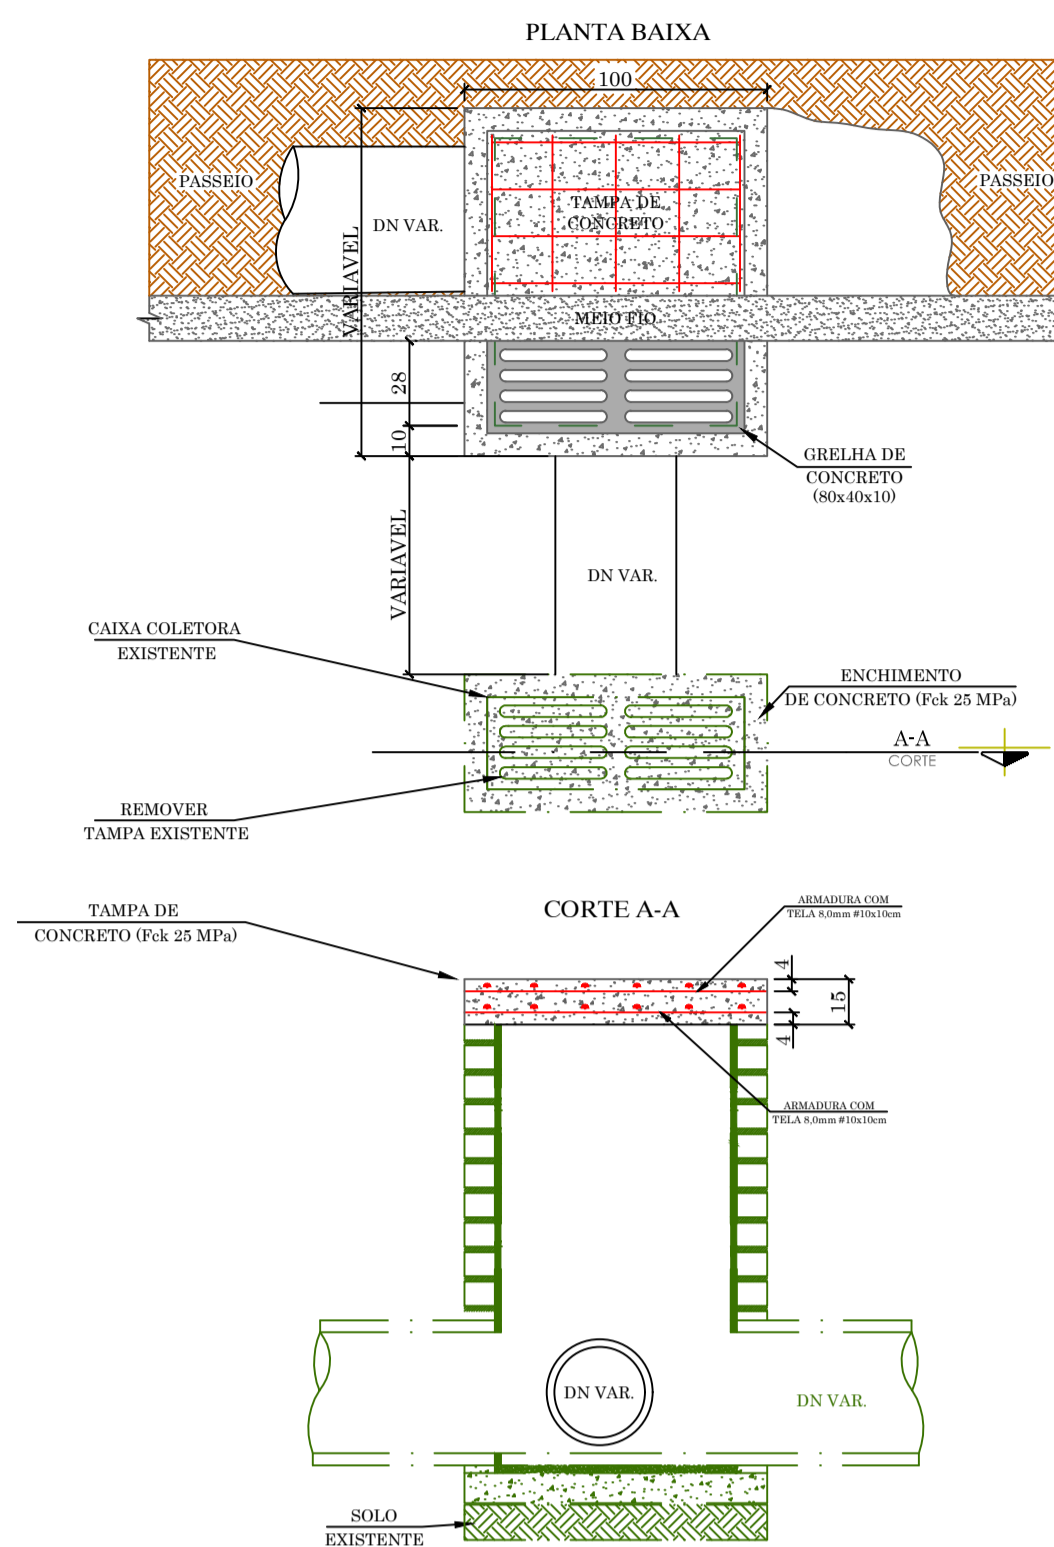 PLANTA BAIXA
100
PASSEIO
PASSEIO
TAMPA DE
CONCRETO
DN VAR.
VARIAVEL
MEIO FIO
28
10
GRELHA DE
CONCRETO
(80x40x10)
VARIAVEL
DN VAR.
CAIXA COLETORA
EXISTENTE
ENCHIMENTO
DE CONCRETO (Fck 25 MPa)
A-A
CORTE
REMOVER
TAMPA EXISTENTE
TAMPA DE
CONCRETO (Fck 25 MPa)
CORTE A-A
ARMADURA COM
TELA 8,0mm #10x10cm
4
15
4
ARMADURA COM
TELA 8,0mm #10x10cm
DN VAR.
DN VAR.
SOLO
EXISTENTE